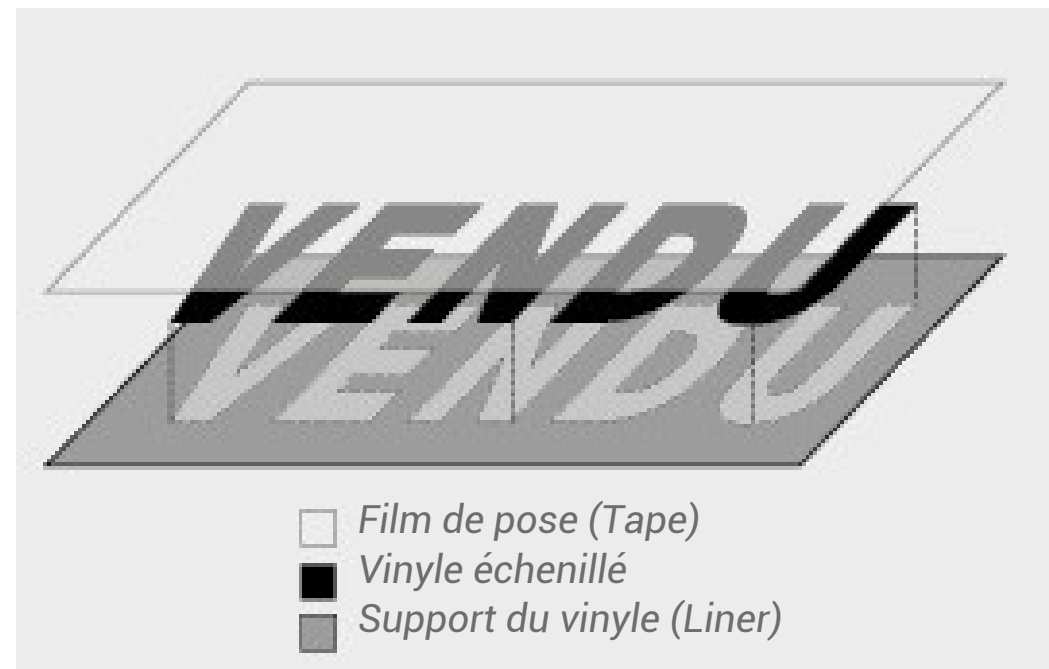 VENDU
VENDU
Film de pose (Tape)
Vinyle échenillé
Support du vinyle (Liner)